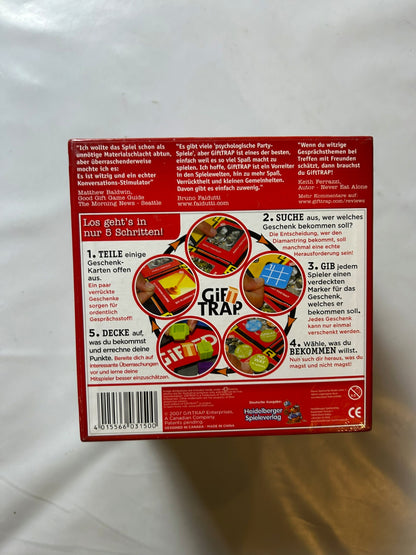 "Ich wollte das Spiel schon als
unnötige Materialschlacht abtun,
aber überraschenderweise
mochte ich es:
Es ist witzig und ein echter
Konversations-Stimulator"
Matthew Baldwin,
Good Gift Game Guide
The Morning News - Seattle
"Es gibt viele 'psychologische Party-
Spiele', aber GiftTRAP ist eines der besten,
einfach weil es so viel Spaß macht zu
spielen. Ich hoffe, GiftTRAP ist ein Vorreiter
in den Spielewelten, hin zu mehr Spaß,
Verrücktheit und kleinen Gemeinheiten.
Davon gibt es einfach zuwenig."
Bruno Faidutti
www.faidutti.com
"Wenn du witzige
Gesprächsthemen bei
Treffen mit Freunden
schätzt, dann brauchst
du GiftTRAP!"
Keith Ferrazzi,
Autor - Never Eat Alone
Mehr Kommentare auf
www.gifttrap.com/reviews
Los geht's in
nur 5 Schritten!
1. TEILE einige
Geschenk-
Karten offen
aus.
Ein paar
verrückte
Geschenke
sorgen für
ordentlich
Gesprächsstoff!
2. SUCHE aus, wer welches
Geschenk bekommen soll?
Die Entscheidung, wer den
Diamantring bekommt, soll
manchmal eine echte
Herausforderung sein!
3. GIB jedem
Spieler einen
verdeckten
Marker für das
Geschenk,
welches er
bekommen soll.
Jedes Geschenk
kann nur einmal
verschenkt werden.
4. Wähle, was du
BEKOMMEN willst.
Nun such dir heraus, was du
magst und nicht magst!
5. DECKE auf,
was du bekommst
und errechne deine
Punkte. Bereite dich auf
interessante Überraschungen
vor und lerne deine
Mitspieler besser einzuschätzen.
GifT
TRAP
4 015566 031500
© 2007 GiftTRAP Enterprises,
A Canadian Company.
Patents pending.
DESIGNED IN CANADA - MADE IN CHINA
Deutsche Ausgabe:
Heidelberger
Spieleverlag
CE